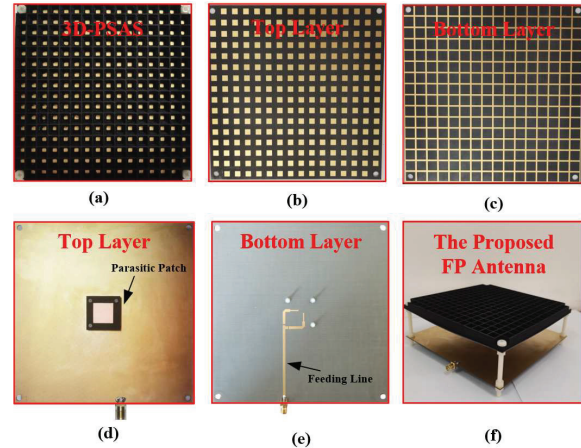 3D-PSAS
Top Layer
Bottom Layer
(a)
(b)
(c)
Top Layer
Parasitic Patch
Bottom Layer
Feeding Line
The Proposed
FP Antenna
(d)
(e)
(f)